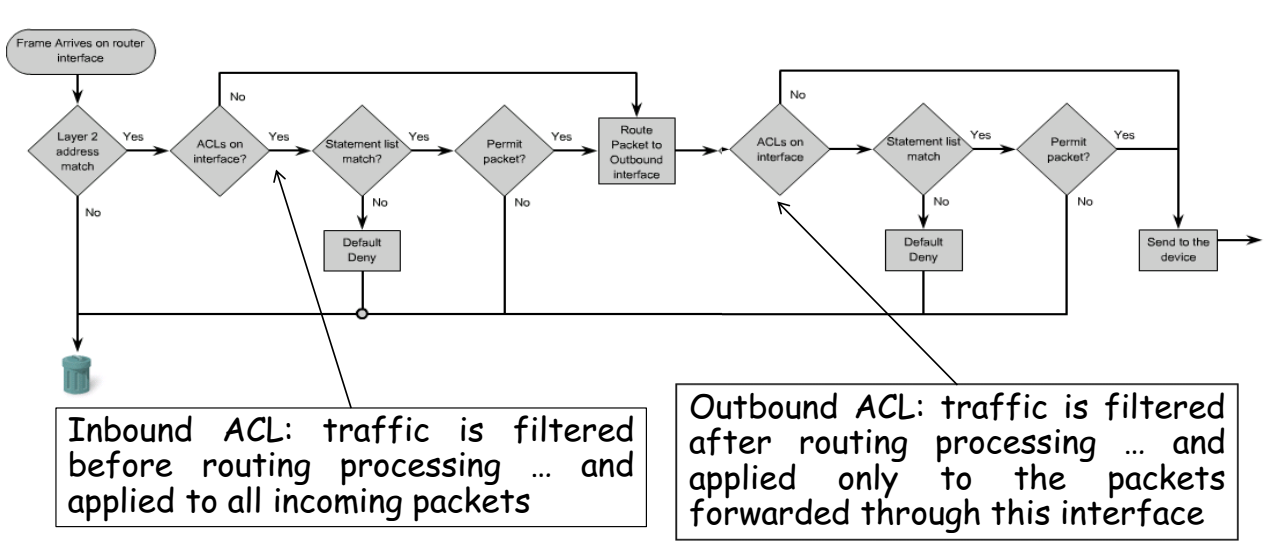 Frame Arrives on router
interface
Layer 2
address
match
Yes
No
ACLs on
interface?
No
Yes
Statement list
match?
Yes
No
Default
Deny
Permit
packet?
Yes
No
Route
Packet to
Outbound
interface
ACLs on
interface
No
Statement list
match
Yes
No
Default
Deny
Permit
packet?
Yes
No
Send to the
device
Inbound ACL: traffic is filtered
before routing processing … and
applied to all incoming packets
Outbound ACL: traffic is filtered
after routing processing … and
applied only to the packets
forwarded through this interface